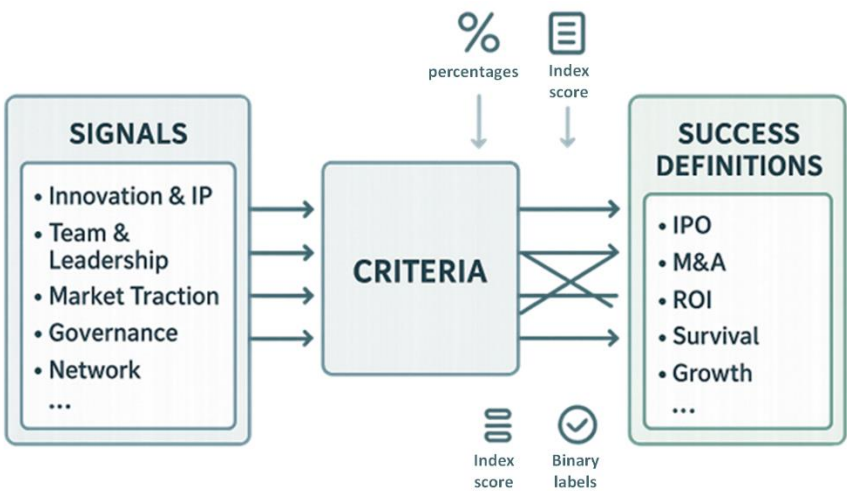 %
percentages
Index
score
SIGNALS
• Innovation & IP
• Team &
Leadership
• Market Traction
• Governance
• Network
...
CRITERIA
SUCCESS
DEFINITIONS
• IPO
• M&A
• ROI
• Survival
• Growth
...
Index
score
Binary
labels